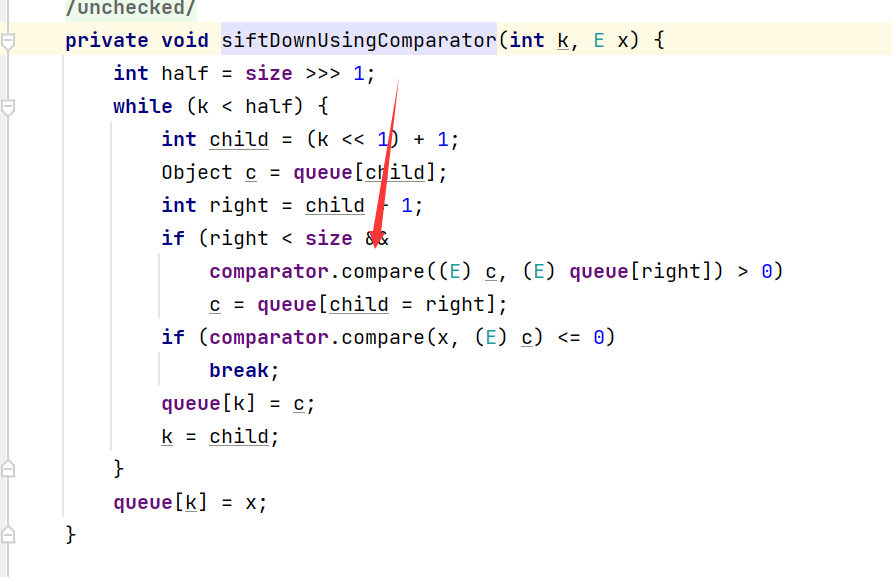 /unchecked/
private void siftDownUsingComparator(int k, E x) {
int half = size >>> 1;
while (k < half) {
int child = (k << 1) + 1;
Object c = queue[child];
int right = child + 1;
if (right < size &&
comparator.compare((E) c, (E) queue[right]) > 0)
c = queue[child = right];
if (comparator.compare(x, (E) c) <= 0)
break;
queue[k] = c;
k = child;
}
queue[k] = x;
}